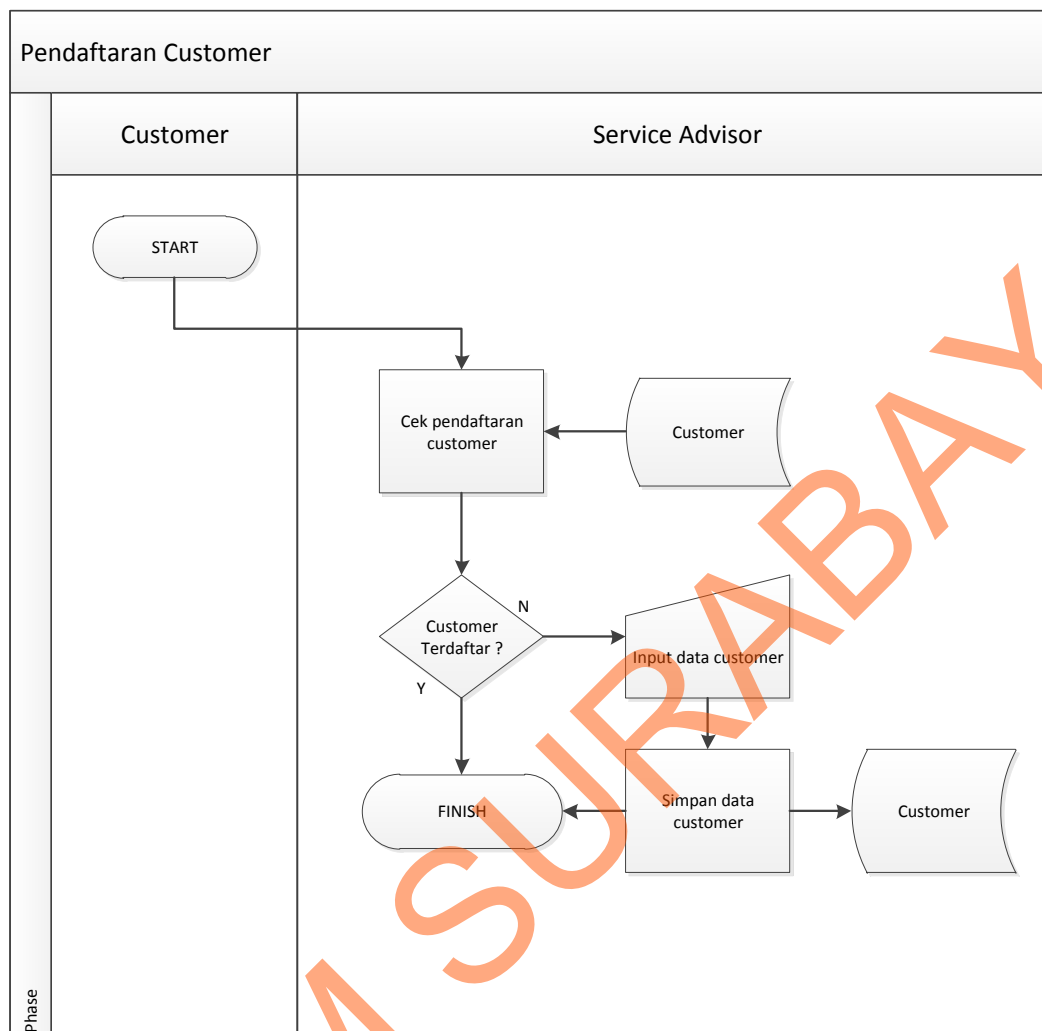 Pendaftaran Customer
Customer
Service Advisor
START
Cek pendaftaran
customer
Customer
Customer
Terdaftar ?
N
Y
Input data customer
FINISH
Simpan data
customer
Customer
Phase
M SURABAY